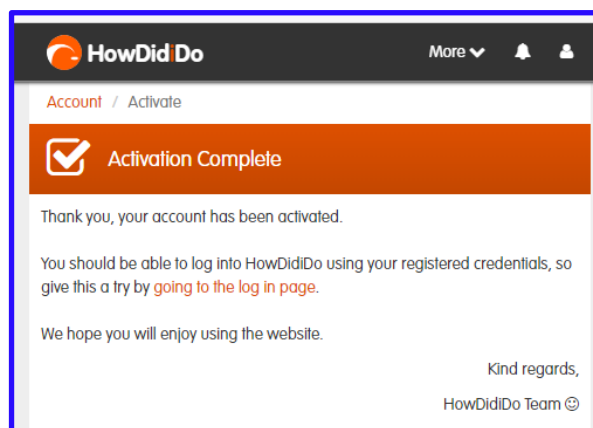 HowDidiDo More
Account / Activate
Activation Complete
Thank you, your account has been activated.
You should be able to log into HowDidiDo using your registered credentials, so
give this a try by going to the log in page.
We hope you will enjoy using the website.
Kind regards,
HowDidiDo Team ☺